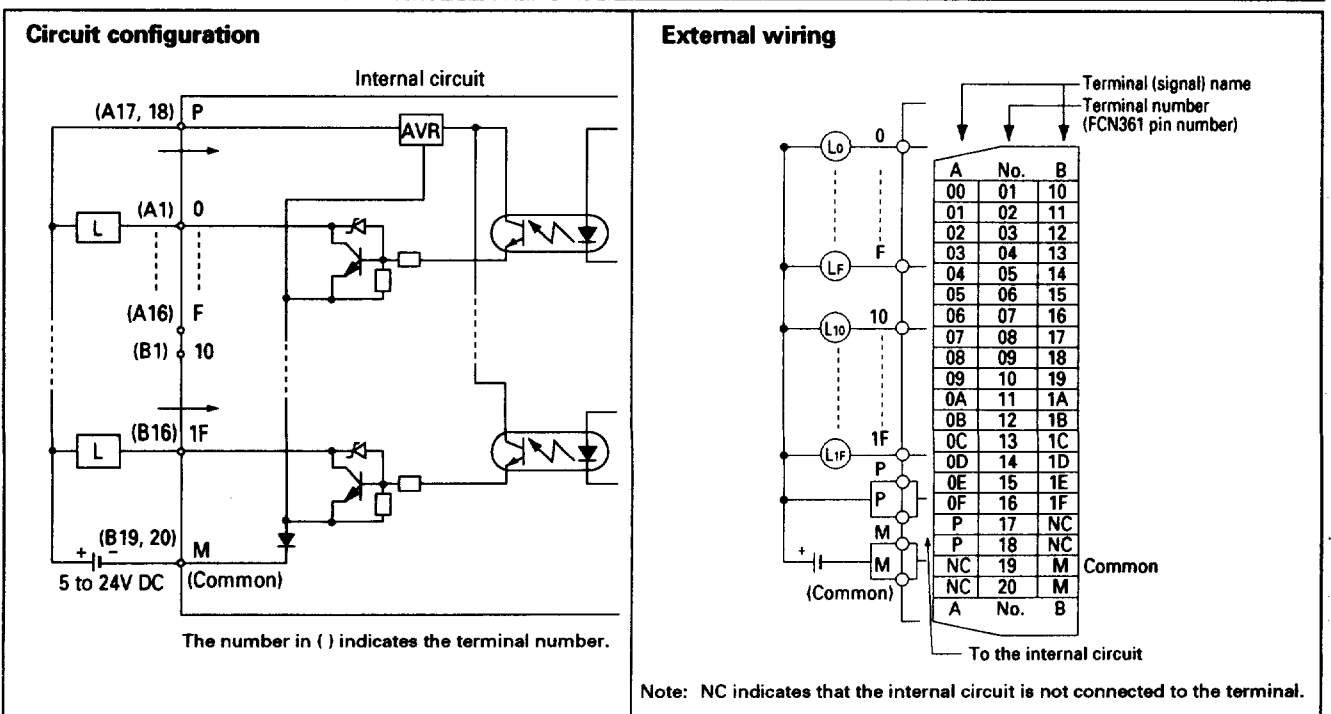 Circuit configuration
Internal circuit
(A17, 18) P
AVR
(A1) 0
L
(A16) F
(B1) 10
(B16) 1F
L
(B19, 20) M
+ −
5 to 24V DC (Common)
The number in ( ) indicates the terminal number.
External wiring
Terminal (signal) name
Terminal number
(FCN361 pin number)
L0 0
LF F
L10 10
L1F 1F
P
P
M
+ M
(Common)
A No. B
00 01 10
01 02 11
02 03 12
03 04 13
04 05 14
05 06 15
06 07 16
07 08 17
08 09 18
09 10 19
0A 11 1A
0B 12 1B
0C 13 1C
0D 14 1D
0E 15 1E
0F 16 1F
P 17 NC
P 18 NC
NC 19 M Common
NC 20 M
A No. B
To the internal circuit
Note: NC indicates that the internal circuit is not connected to the terminal.